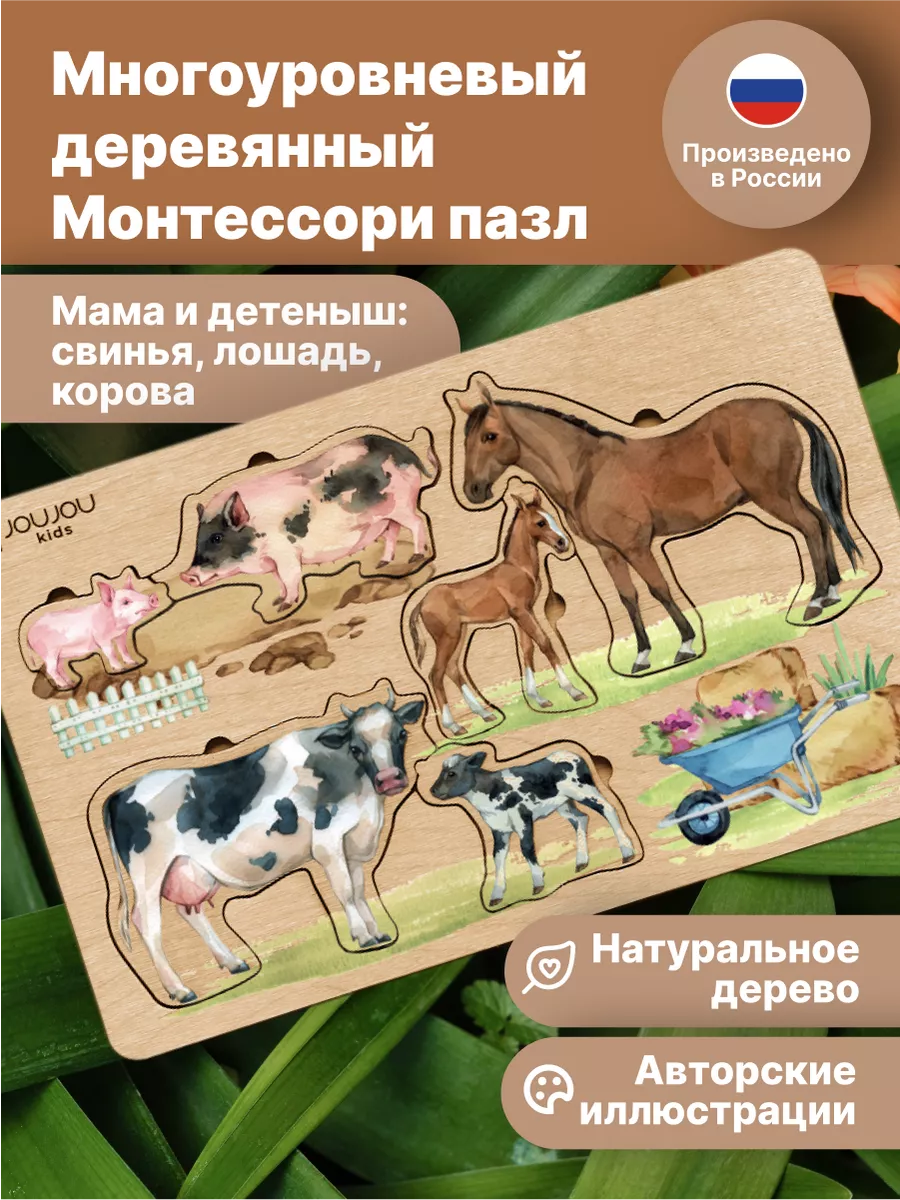 Многоуровневый
деревянный
Монтессори пазл
Произведено
в России
Мама и детеныш:
свинья, лошадь,
корова
JOUJOU
kids
Натуральное
дерево
Авторские
иллюстрации